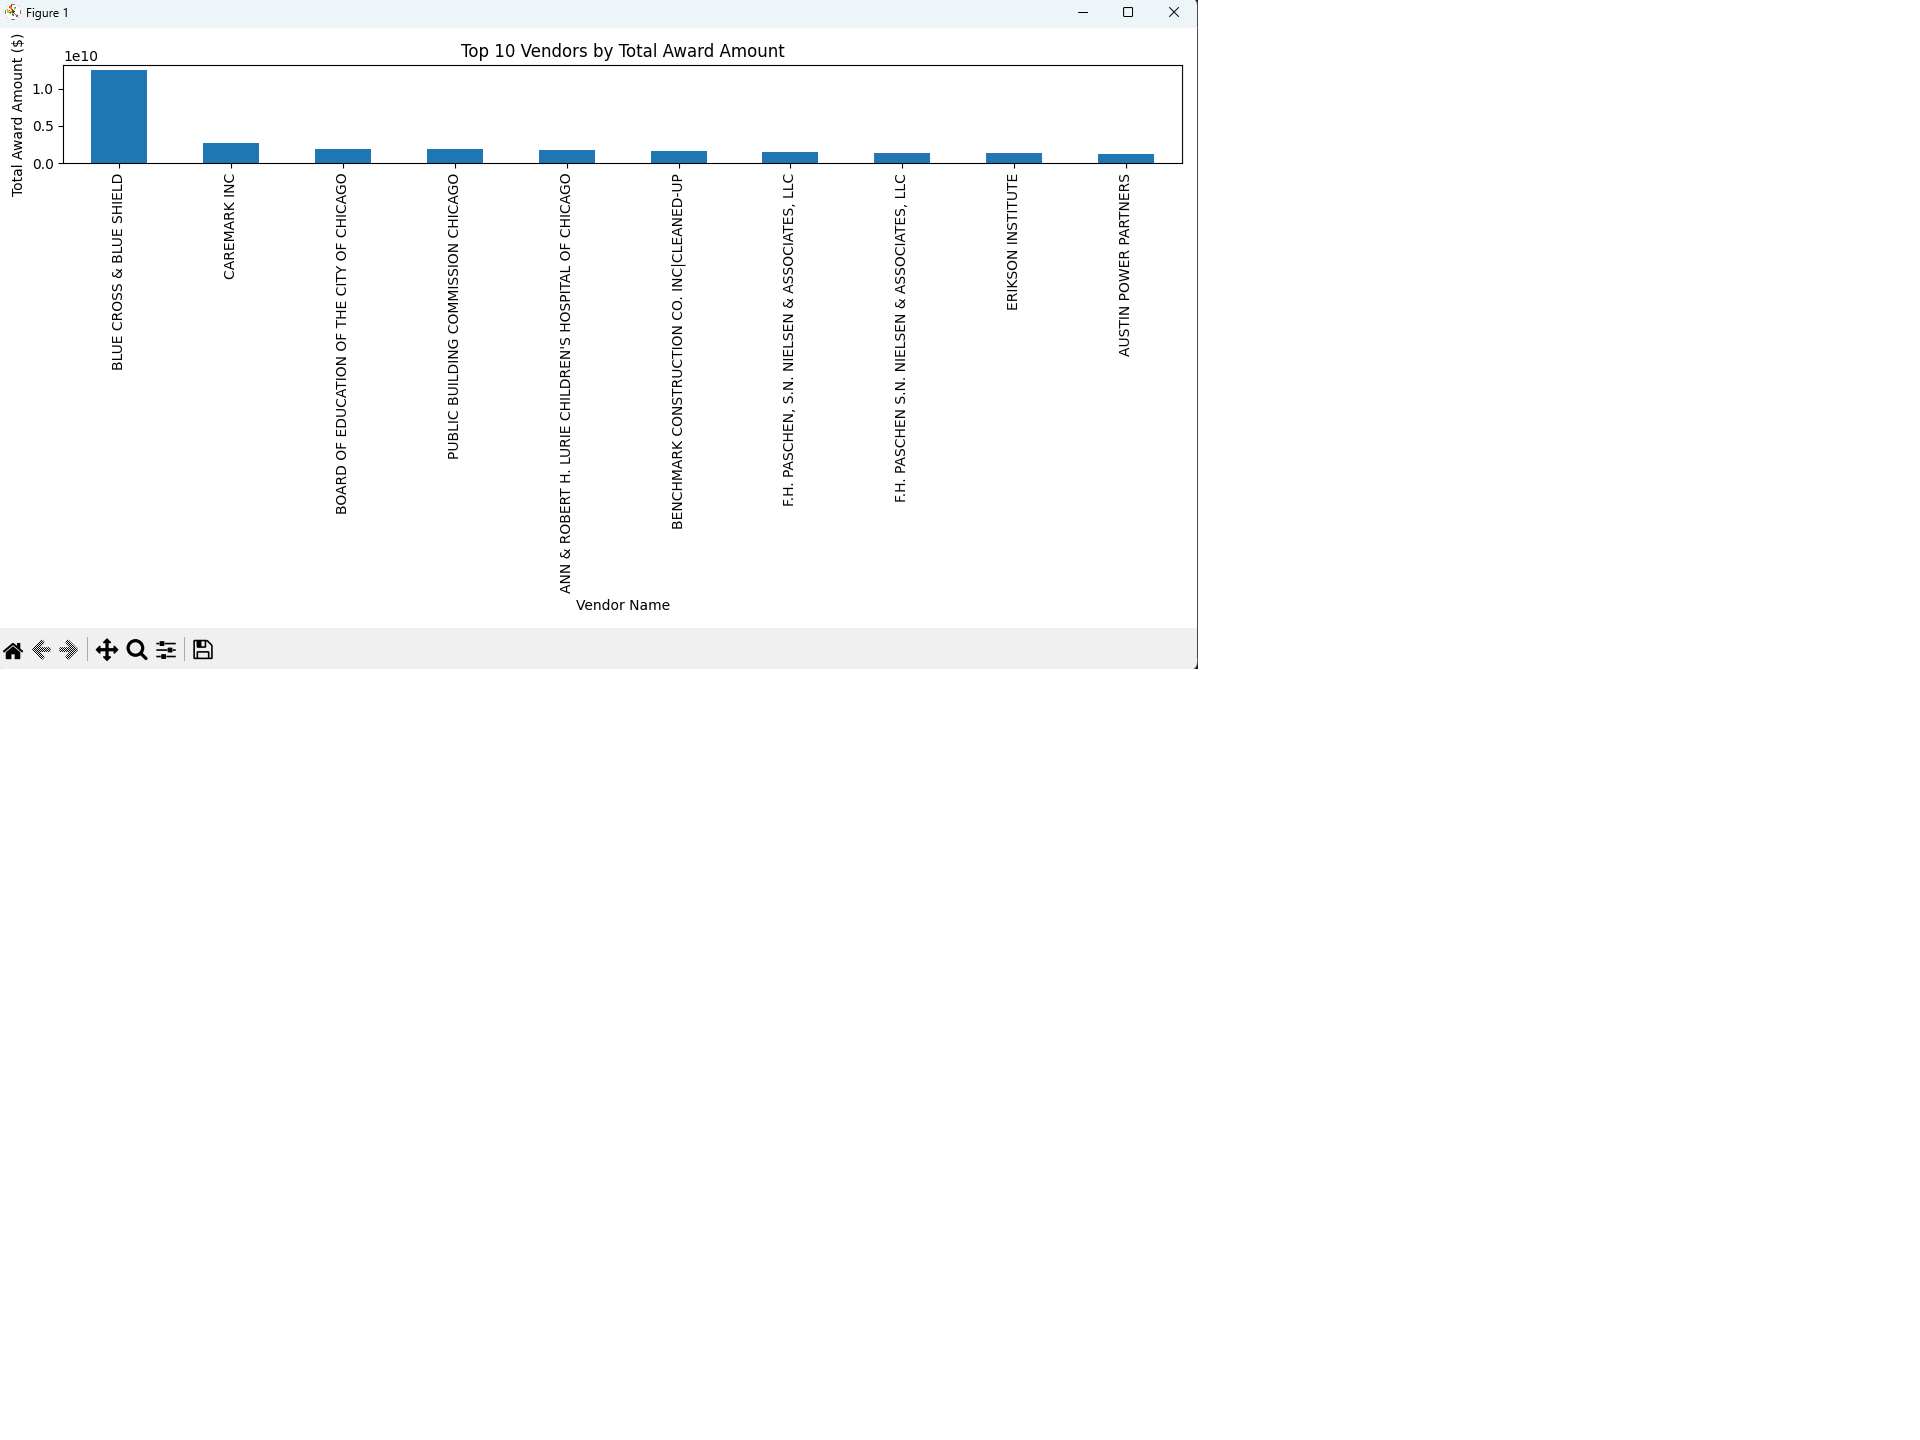 Figure 1
Top 10 Vendors by Total Award Amount
1e10
Total Award Amount ($)
1.0
0.5
0.0
BLUE CROSS & BLUE SHIELD
CAREMARK INC
BOARD OF EDUCATION OF THE CITY OF CHICAGO
PUBLIC BUILDING COMMISSION CHICAGO
ANN & ROBERT H. LURIE CHILDREN'S HOSPITAL OF CHICAGO
BENCHMARK CONSTRUCTION CO. INC|CLEANED-UP
F.H. PASCHEN, S.N. NIELSEN & ASSOCIATES, LLC
F.H. PASCHEN S.N. NIELSEN & ASSOCIATES, LLC
ERIKSON INSTITUTE
AUSTIN POWER PARTNERS
Vendor Name